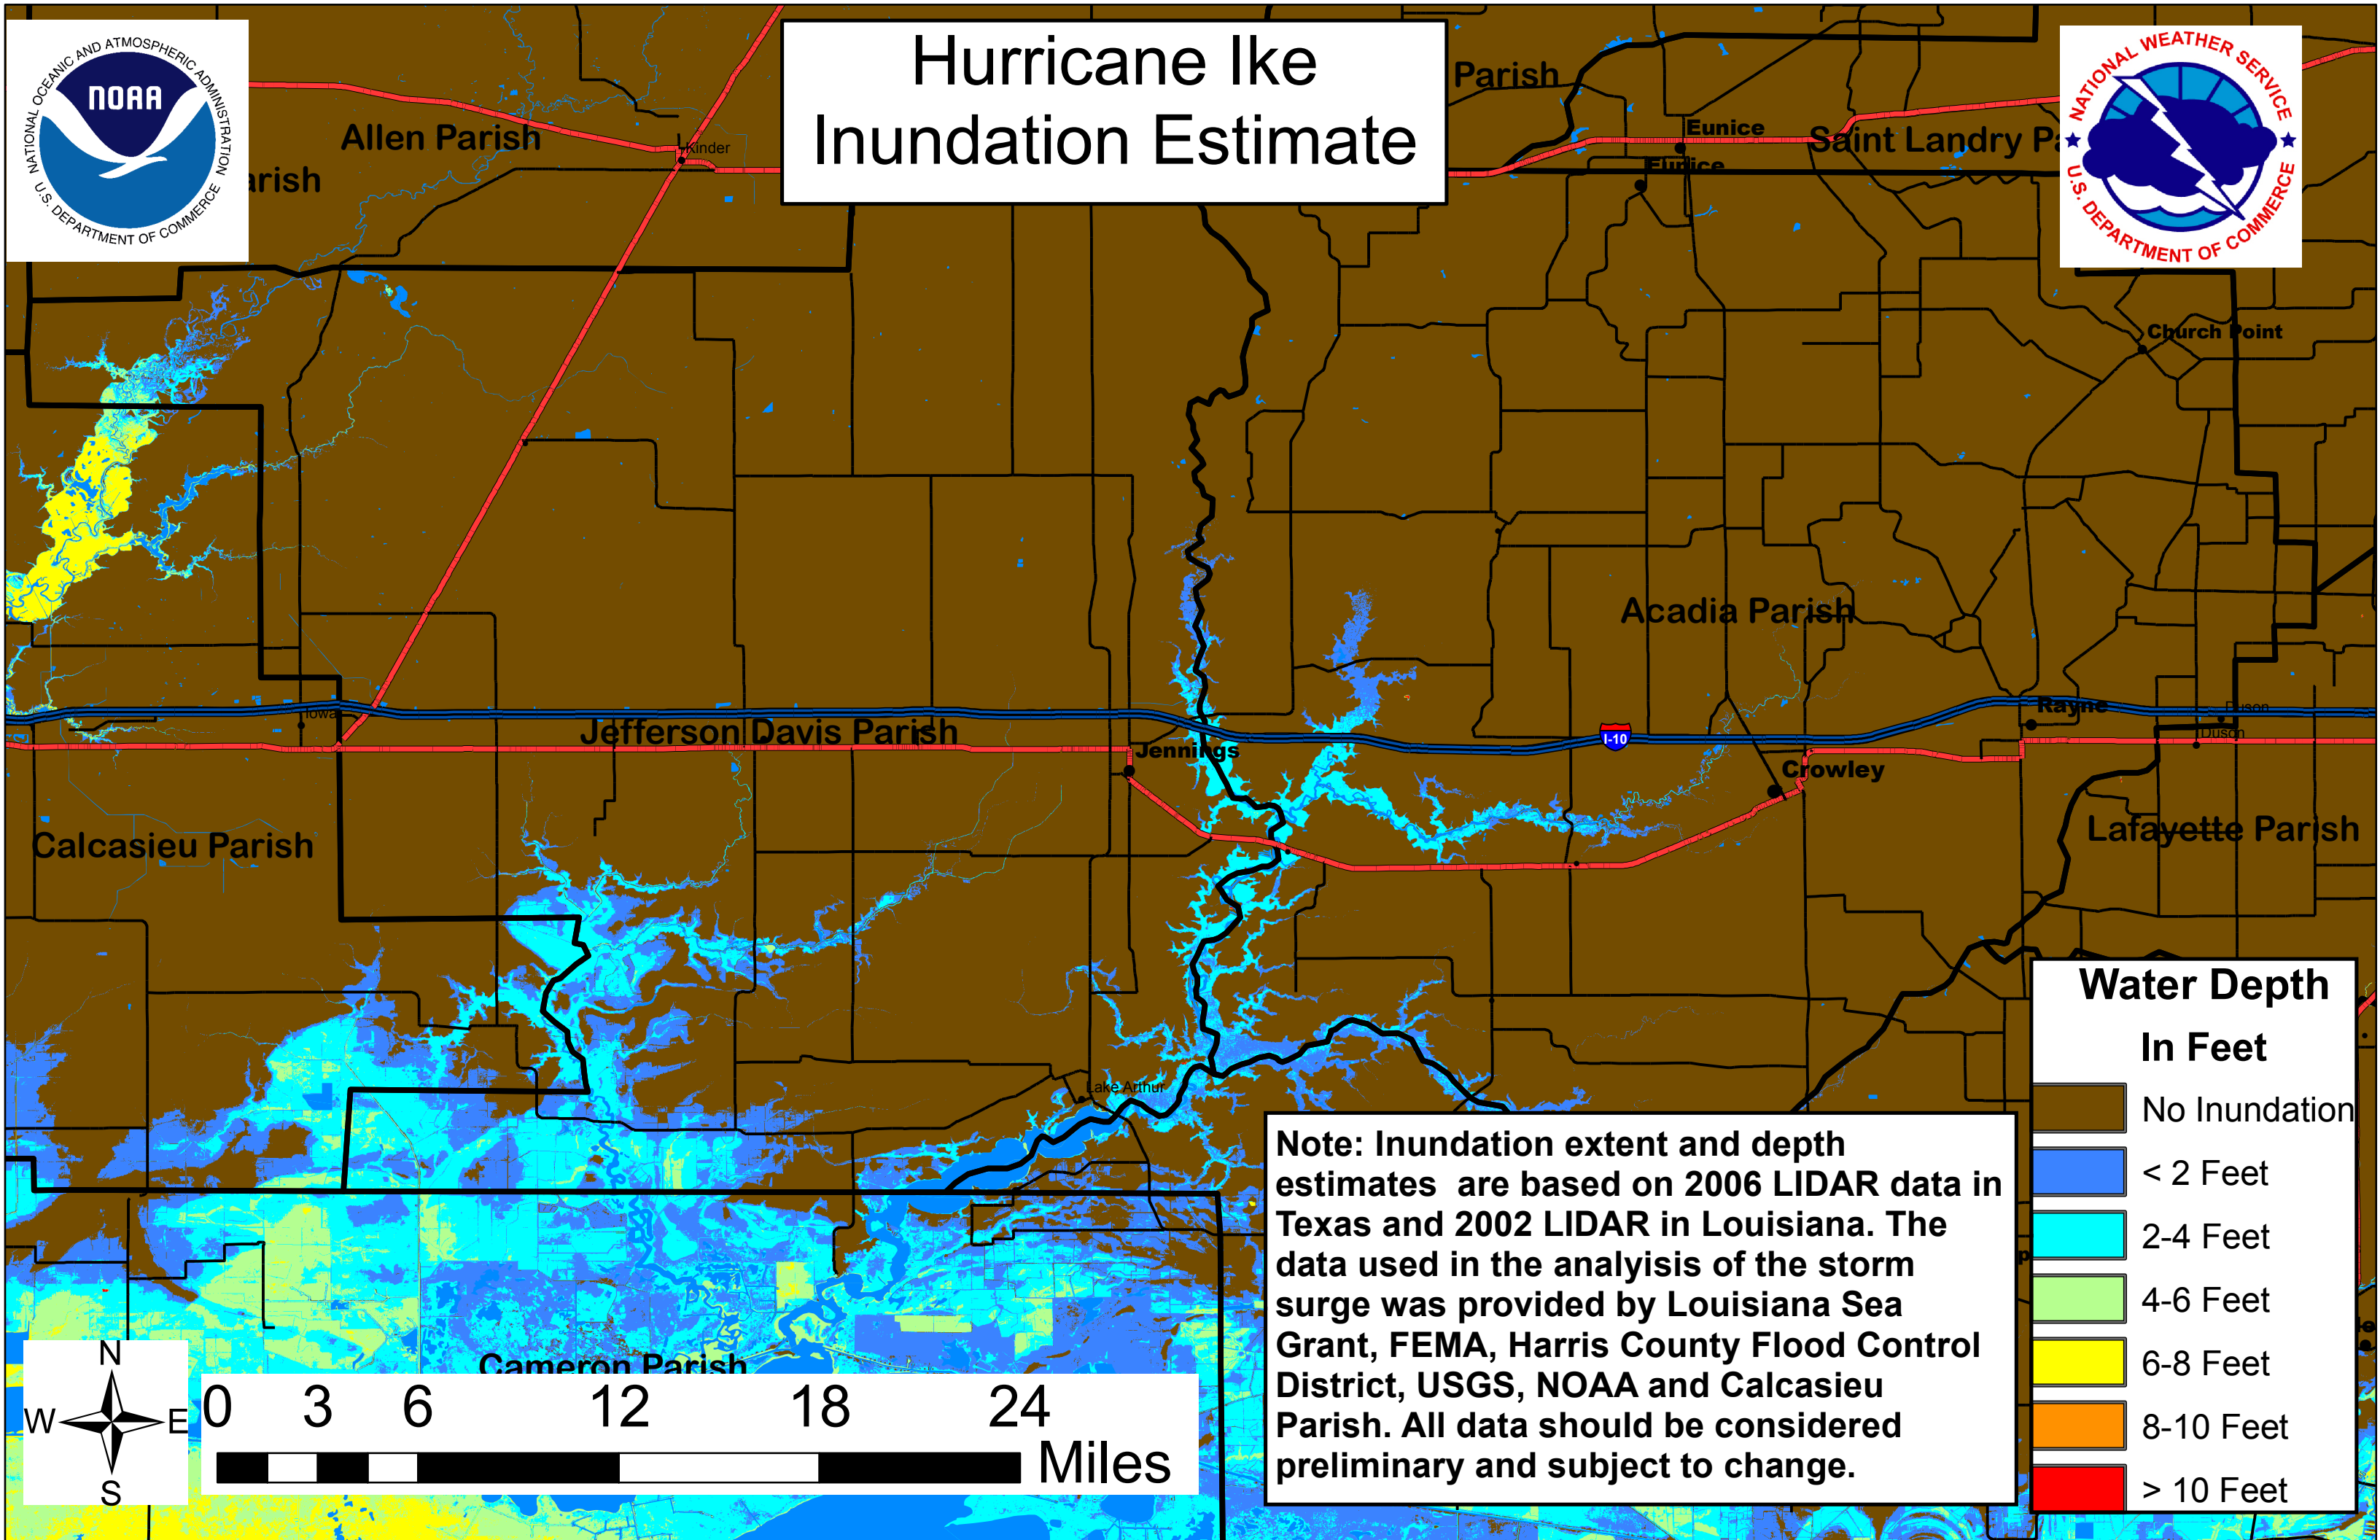 NATIONAL OCEANIC AND ATMOSPHERIC ADMINISTRATION
NOAA
U.S. DEPARTMENT OF COMMERCE
Hurricane Ike
Inundation Estimate
NATIONAL WEATHER SERVICE
U.S. DEPARTMENT OF COMMERCE
Parish
Allen Parish
Kinder
arish
Eunice
Saint Landry Pa
Eunice
Church Point
Acadia Parish
Iowa
Jefferson Davis Parish
Jennings
I-10
Rayne
Duson
Duson
Crowley
Calcasieu Parish
Lafayette Parish
Lake Arthur
Cameron Parish
Water Depth
In Feet
No Inundation
< 2 Feet
2-4 Feet
4-6 Feet
6-8 Feet
8-10 Feet
> 10 Feet
Note: Inundation extent and depth
estimates are based on 2006 LIDAR data in
Texas and 2002 LIDAR in Louisiana. The
data used in the analyisis of the storm
surge was provided by Louisiana Sea
Grant, FEMA, Harris County Flood Control
District, USGS, NOAA and Calcasieu
Parish. All data should be considered
preliminary and subject to change.
N
W E
S
0 3 6 12 18 24
Miles